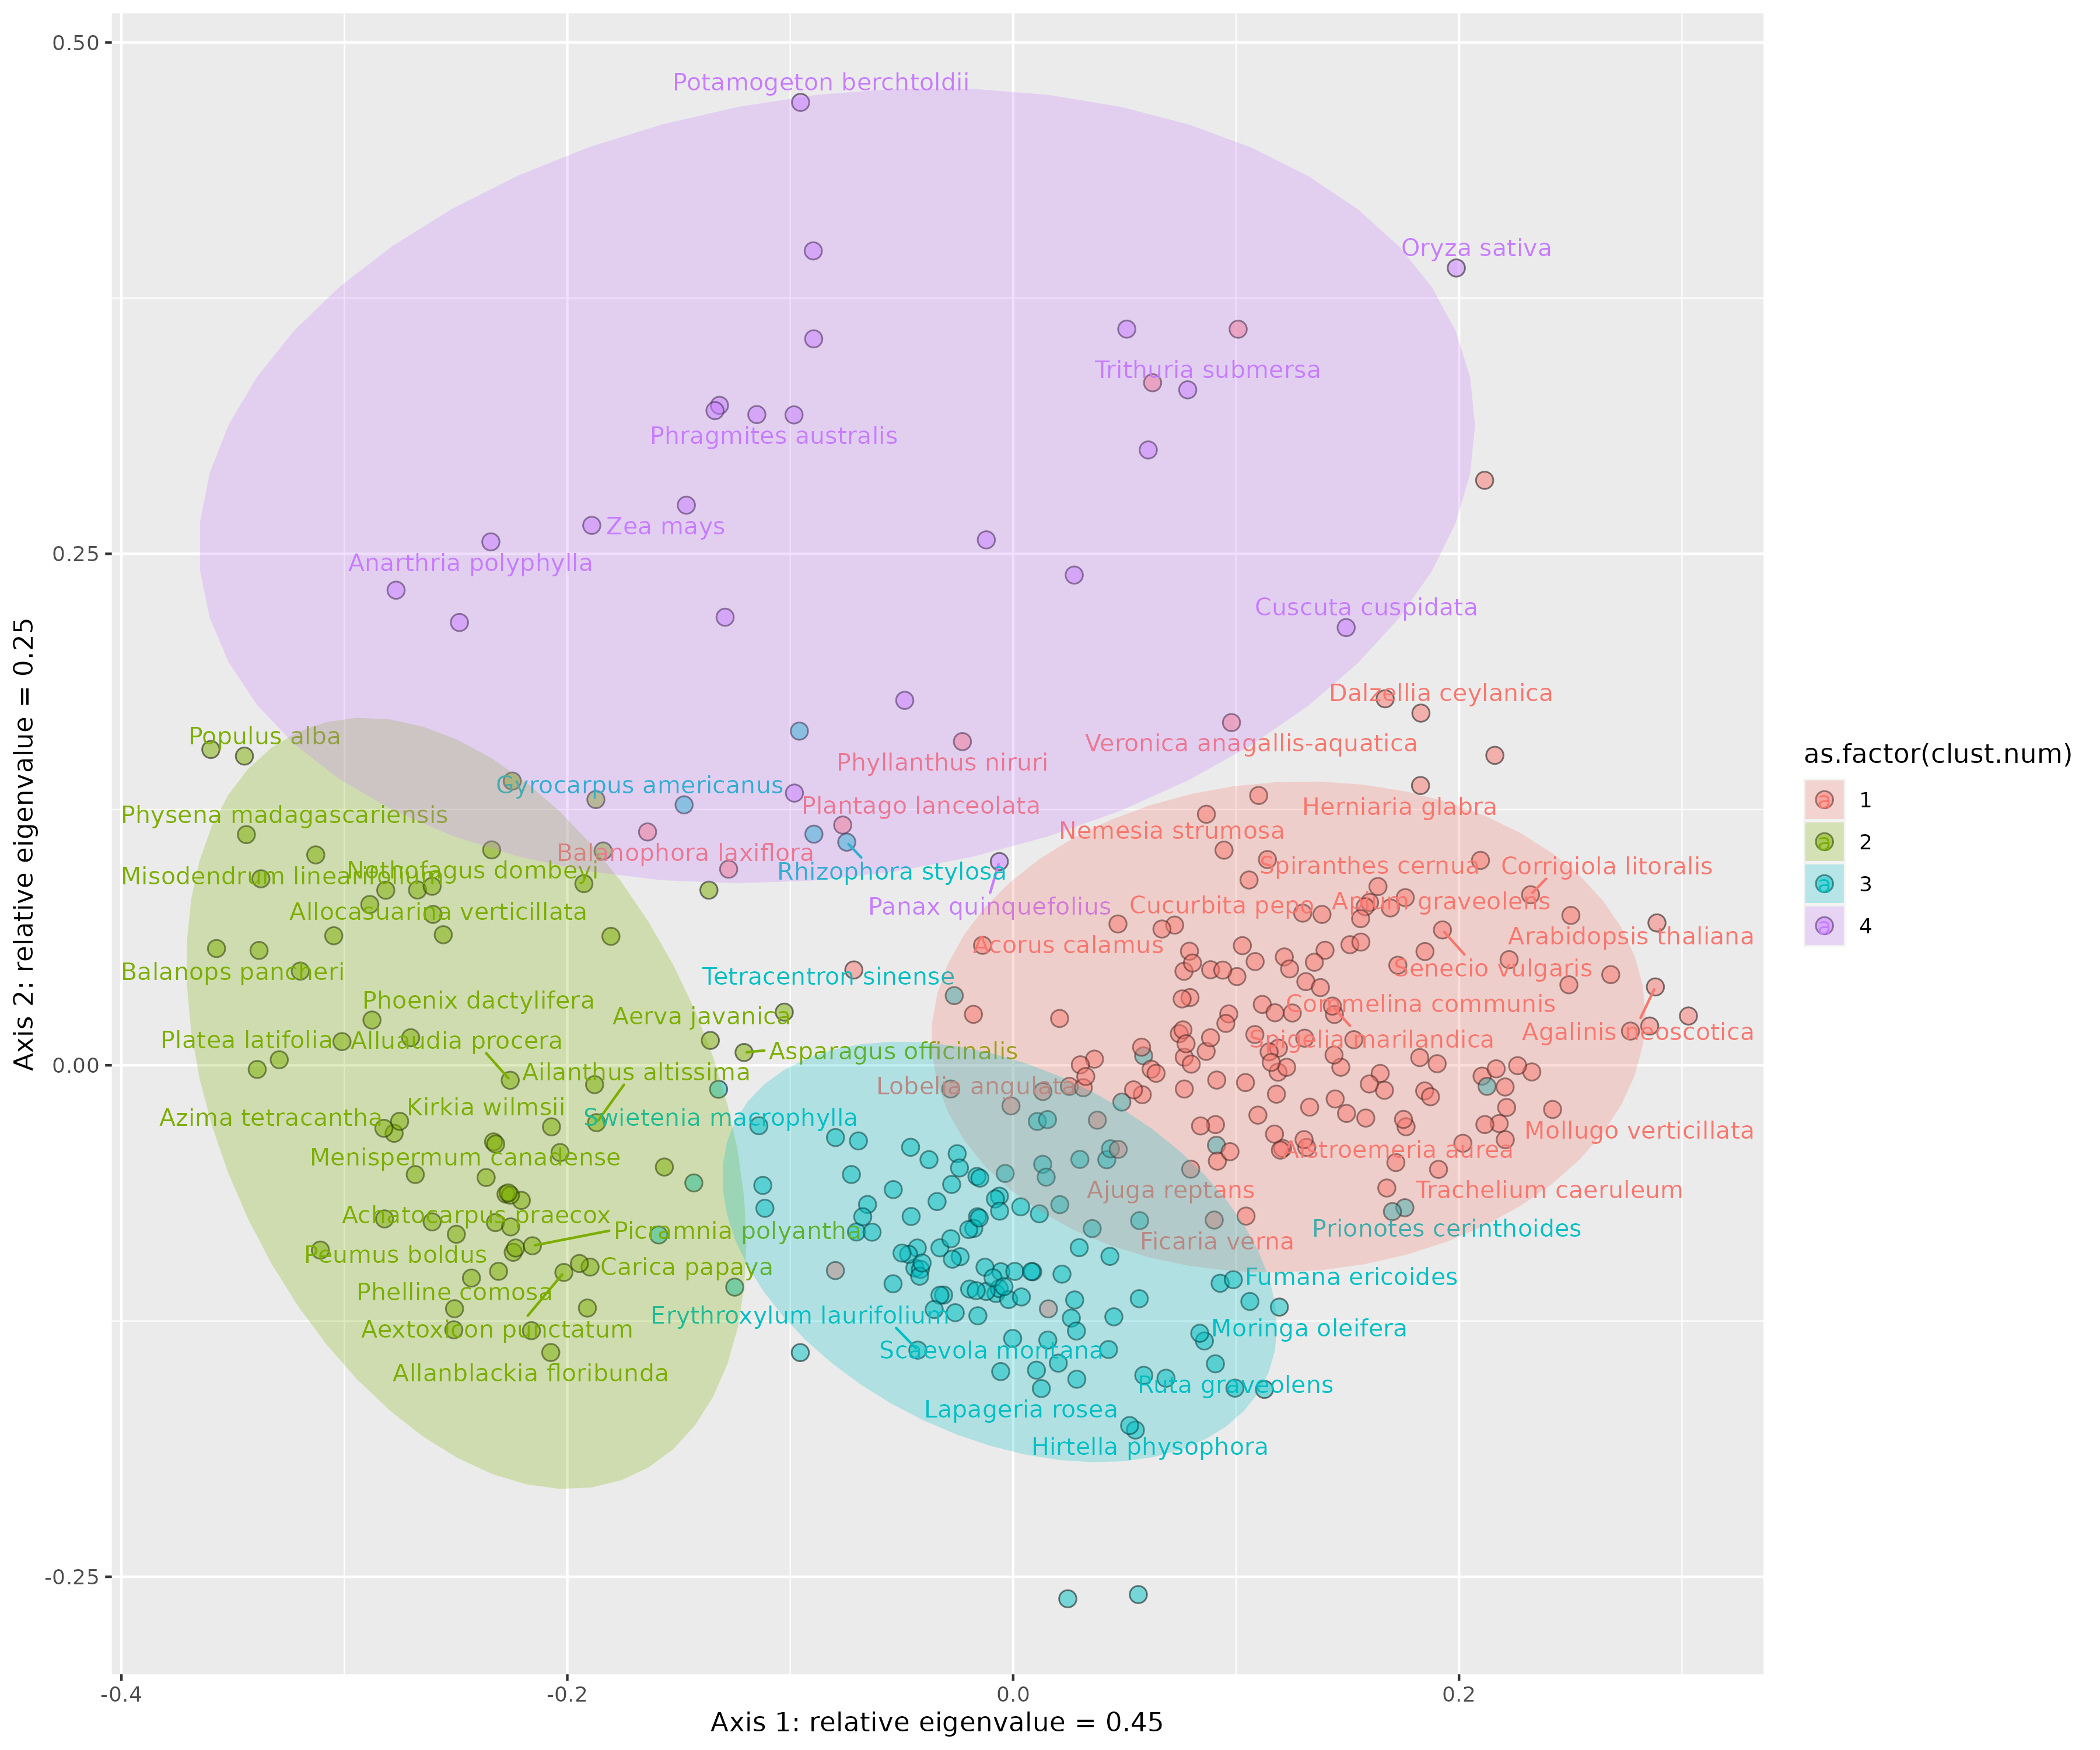 0.50
Potamogeton berchtoldii
Oryza sativa
Trithuria submersa
Phragmites australis
Zea mays
0.25
Anarthria polyphylla
Cuscuta cuspidata
Dalzellia ceylanica
Populus alba
Veronica anagallis-aquatica
Phyllanthus niruri
Gyrocarpus americanus
Plantago lanceolata
Herniaria glabra
Physena madagascariensis
Nemesia strumosa
Balanophora laxiflora
Spiranthes cernua
Corrigiola litoralis
Nothofagus dombeyi
Rhizophora stylosa
Misodendrum linearifolium
Apium graveolens
Panax quinquefolius
Cucurbita pepo
Allocasuarina verticillata
Arabidopsis thaliana
Acorus calamus
Balanops pancheri
Tetracentron sinense
Senecio vulgaris
Phoenix dactylifera
Commelina communis
Aerva javanica
Agalinis neoscotica
Platea latifolia
Alluaudia procera
Spigelia marilandica
Asparagus officinalis
0.00
Ailanthus altissima
Lobelia angulata
Kirkia wilmsii
Azima tetracantha
Swietenia macrophylla
Mollugo verticillata
Menispermum canadense
Alstroemeria aurea
Ajuga reptans
Trachelium caeruleum
Achatocarpus praecox
Picramnia polyantha
Prionotes cerinthoides
Ficaria verna
Peumus boldus
Carica papaya
Fumana ericoides
Phelline comosa
Erythroxylum laurifolium
Aextoxicon punctatum
Moringa oleifera
Scaevola montana
Allanblackia floribunda
Ruta graveolens
Lapageria rosea
Hirtella physophora
-0.25
-0.4
-0.2
0.0
0.2
Axis 1: relative eigenvalue = 0.45
Axis 2: relative eigenvalue = 0.25
as.factor(clust.num)
a 1
a 2
a 3
a 4